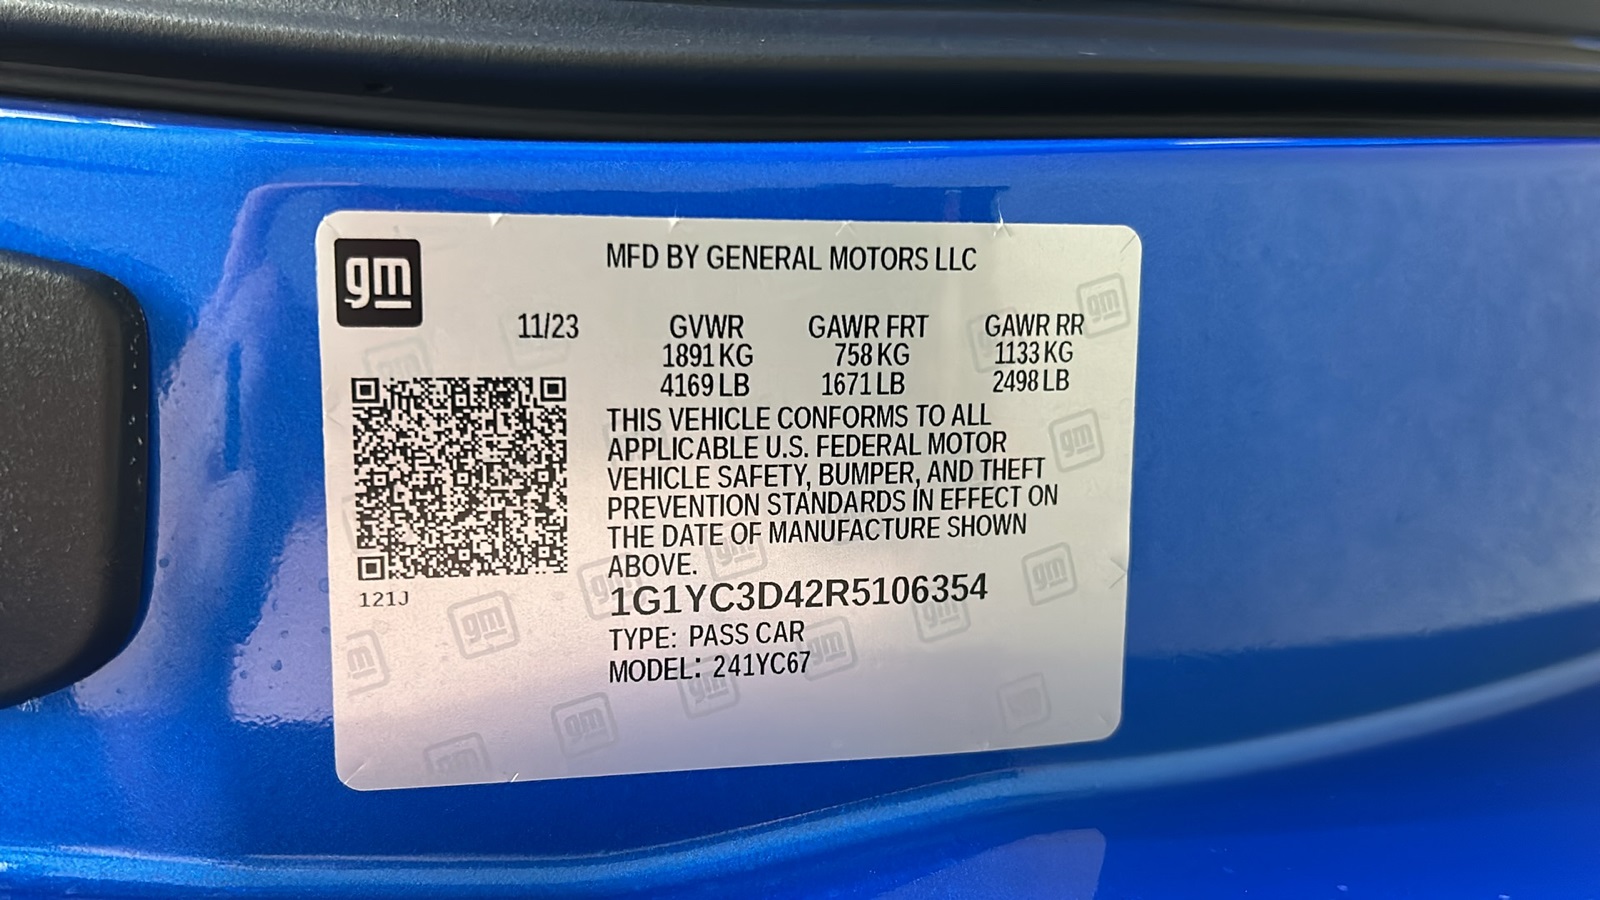 gm
MFD BY GENERAL MOTORS LLC
11/23 GVWR GAWR FRT GAWR RR
1891 KG 758 KG 1133 KG
4169 LB 1671 LB 2498 LB
THIS VEHICLE CONFORMS TO ALL
APPLICABLE U.S. FEDERAL MOTOR
VEHICLE SAFETY, BUMPER, AND THEFT
PREVENTION STANDARDS IN EFFECT ON
THE DATE OF MANUFACTURE SHOWN
ABOVE.
121J
1G1YC3D42R5106354
TYPE: PASS CAR
MODEL: 241YC67